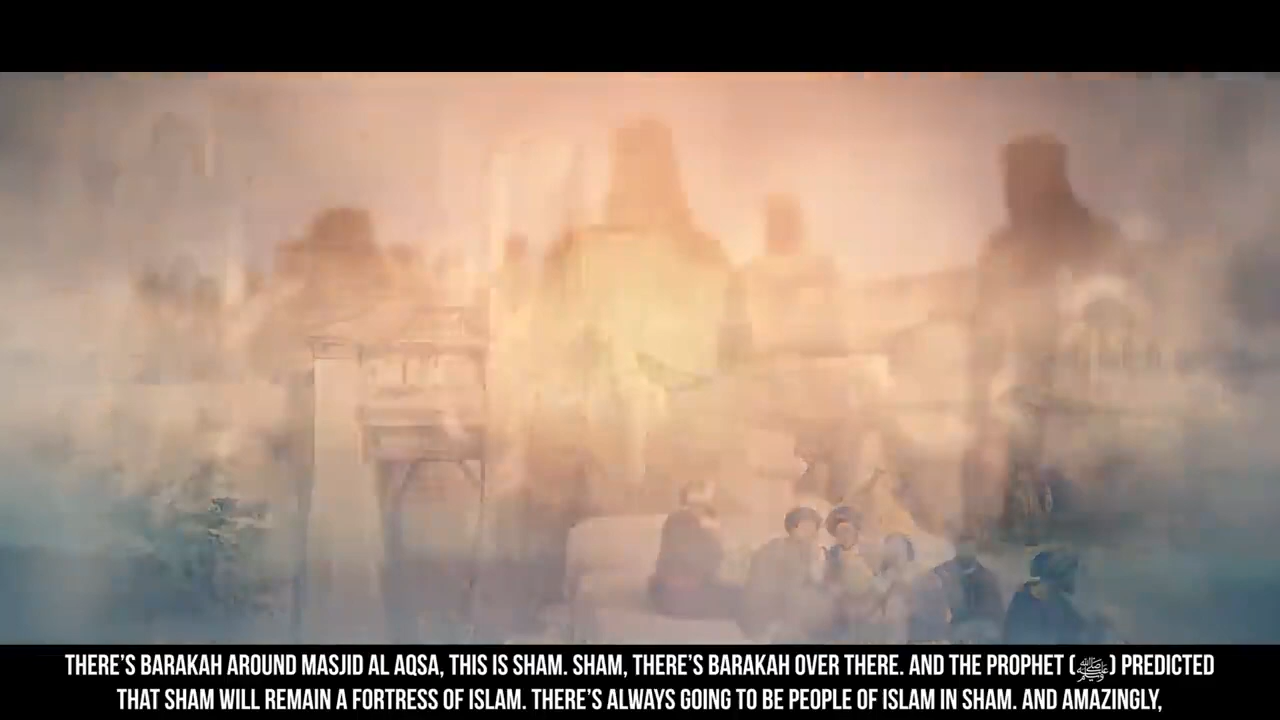 THERE'S BARAKAH AROUND MASJID AL AQSA, THIS IS SHAM. SHAM, THERE'S BARAKAH OVER THERE. AND THE PROPHET (ﷺ) PREDICTED
THAT SHAM WILL REMAIN A FORTRESS OF ISLAM. THERE'S ALWAYS GOING TO BE PEOPLE OF ISLAM IN SHAM. AND AMAZINGLY,